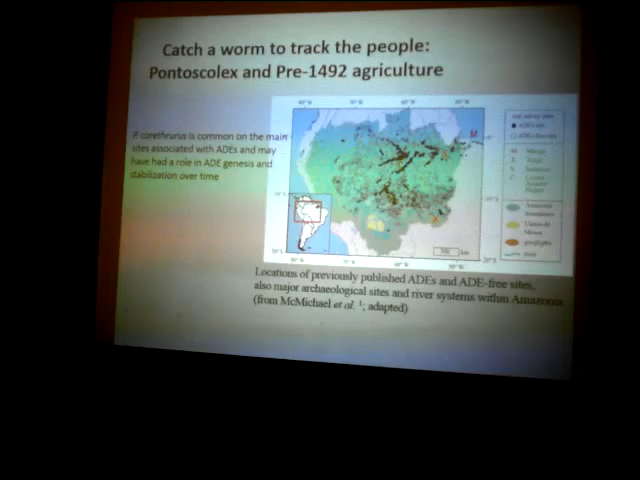 Catch a worm to track the people:
Pontoscolex and Pre-1492 agriculture
P. corethrurus is common on the main
sites associated with ADEs and may
have had a role in ADE genesis and
stabilization over time
M
X
Locations of previously published ADEs and ADE-free sites,
also major archaeological sites and river systems within Amazonia
(from McMichael et al. ¹; adapted)